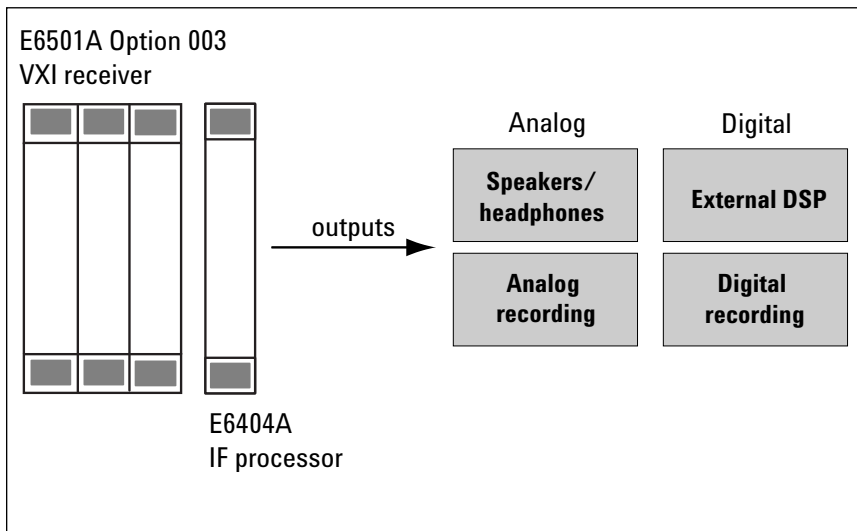 E6501A Option 003
VXI receiver
Analog
Digital
Speakers/
headphones
External DSP
outputs
Analog
recording
Digital
recording
E6404A
IF processor